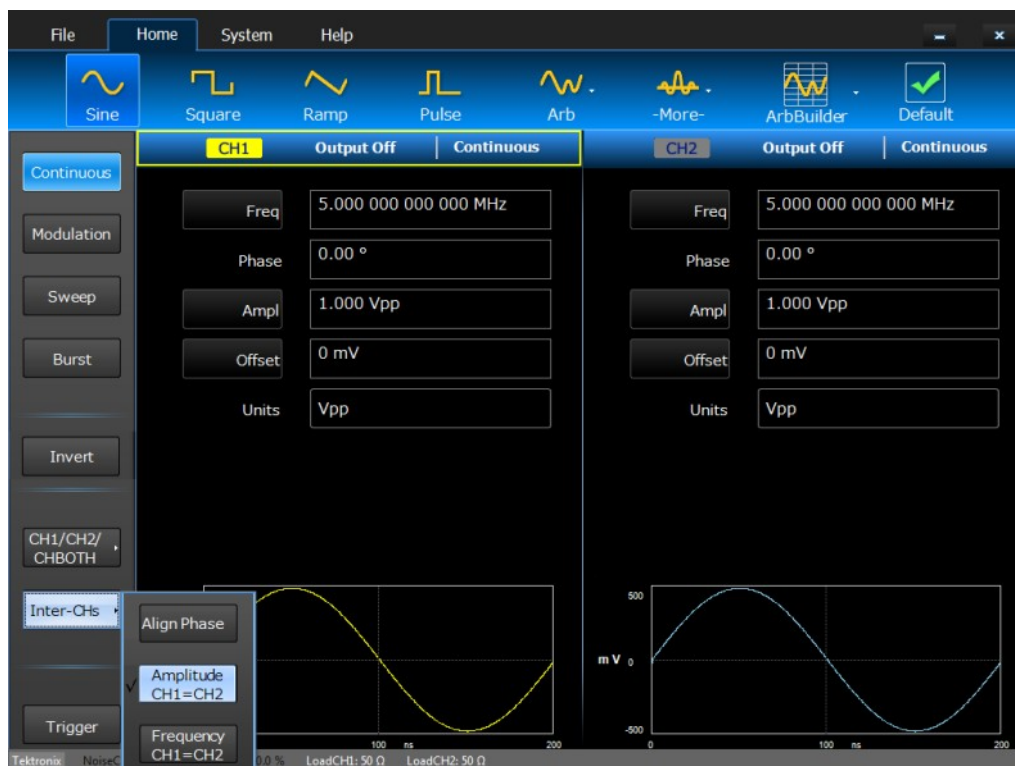 File Home System Help
Sine Square Ramp Pulse Arb -More- ArbBuilder Default
CH1 Output Off Continuous CH2 Output Off Continuous
Continuous
Modulation
Sweep
Burst
Invert
CH1/CH2/
CHBOTH
Inter-CHs
Trigger
Freq 5.000 000 000 000 MHz
Phase 0.00 °
Ampl 1.000 Vpp
Offset 0 mV
Units Vpp
Freq 5.000 000 000 000 MHz
Phase 0.00 °
Ampl 1.000 Vpp
Offset 0 mV
Units Vpp
Align Phase
Amplitude
CH1=CH2
Frequency
CH1=CH2
100 ns 200
500
m V 0
-500
0 100 ns 200
Tektronix 0.0 % LoadCH1: 50 Ω LoadCH2: 50 Ω